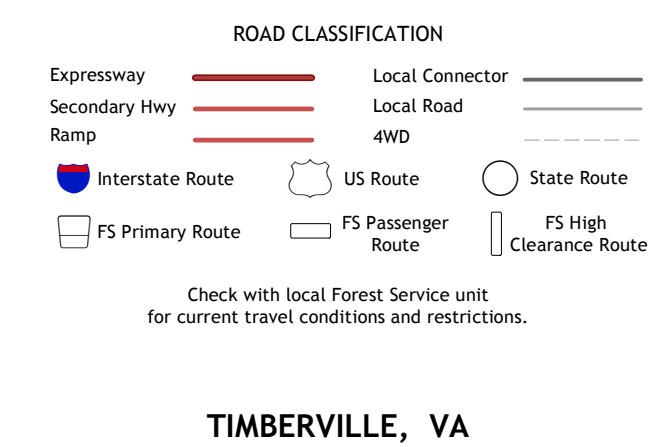 ROAD CLASSIFICATION
Expressway
Local Connector
Secondary Hwy
Local Road
Ramp
4WD
Interstate Route
US Route
State Route
FS Primary Route
FS Passenger
Route
FS High
Clearance Route
Check with local Forest Service unit
for current travel conditions and restrictions.
TIMBERVILLE, VA